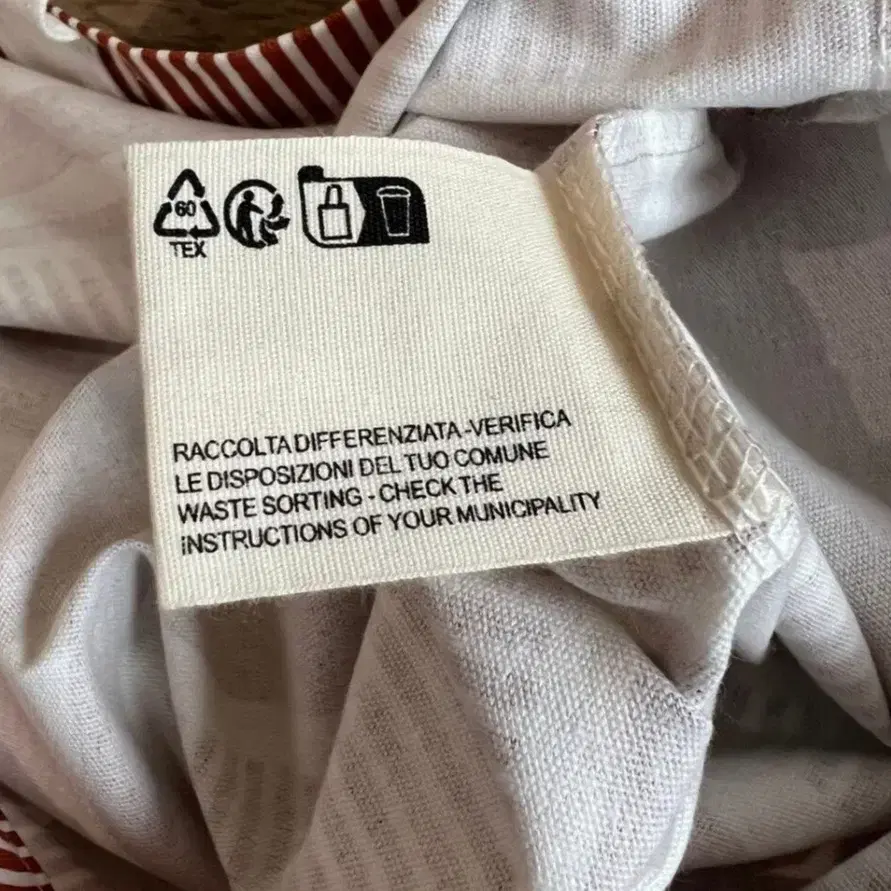 60
TEX
RACCOLTA DIFFERENZIATA - VERIFICA
LE DISPOSIZIONI DEL TUO COMUNE
WASTE SORTING - CHECK THE
iNSTRUCTIONS OF YOUR MUNICIPALITY